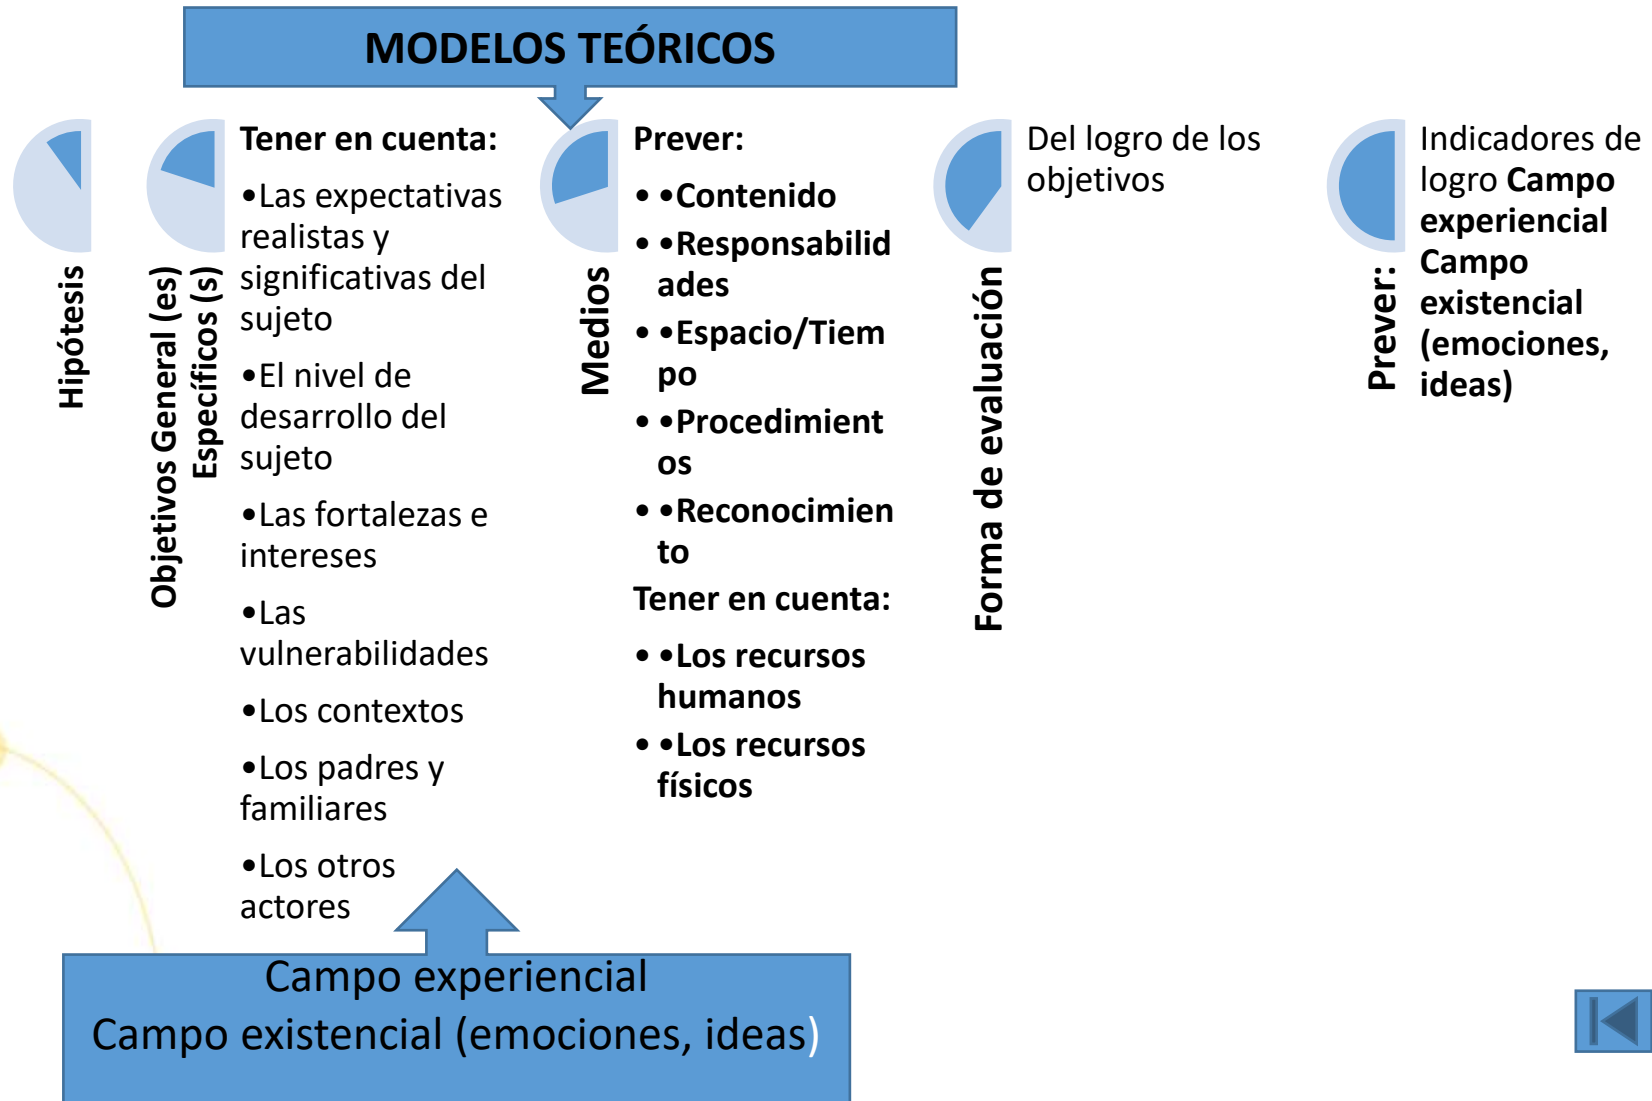 MODELOS TEÓRICOS
Hipótesis
Objetivos General (es)
Específicos (s)
Tener en cuenta:
•Las expectativas
realistas y
significativas del
sujeto
•El nivel de
desarrollo del
sujeto
•Las fortalezas e
intereses
•Las
vulnerabilidades
•Los contextos
•Los padres y
familiares
•Los otros
actores
Medios
Prever:
• •Contenido
• •Responsabilid
ades
• •Espacio/Tiem
po
• •Procedimient
os
• •Reconocimien
to
Tener en cuenta:
• •Los recursos
humanos
• •Los recursos
físicos
Forma de evaluación
Del logro de los
objetivos
Prever:
Indicadores de
logro Campo
experiencial
Campo
existencial
(emociones,
ideas)
Campo experiencial
Campo existencial (emociones, ideas)